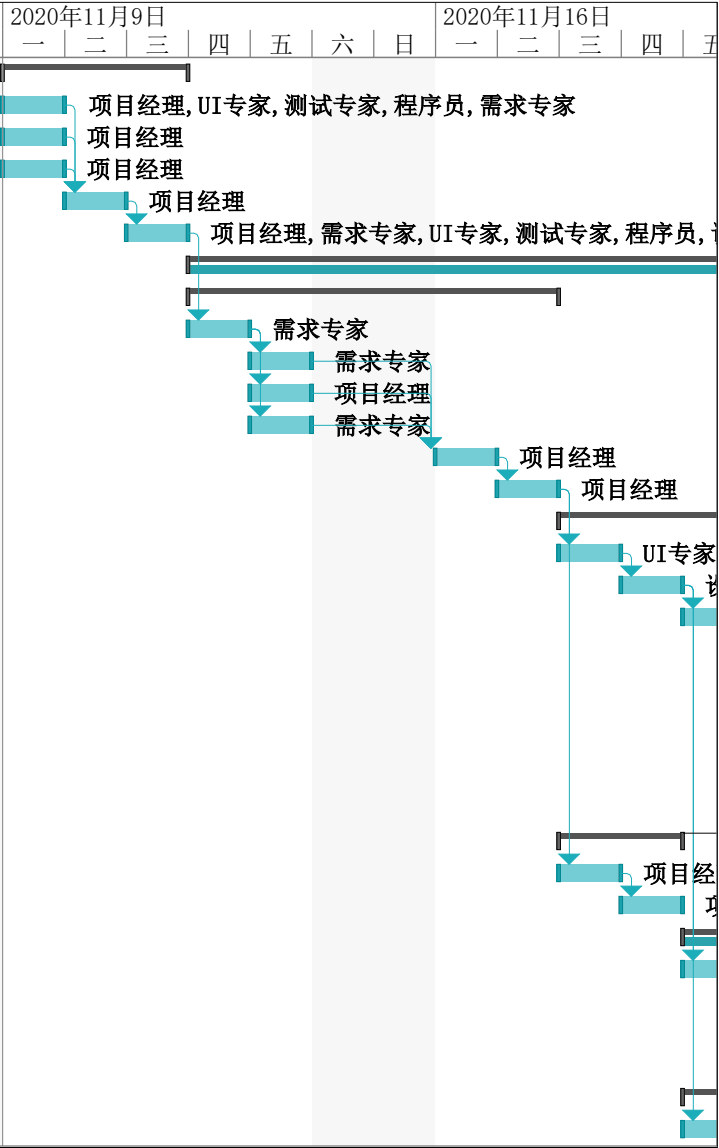 2020年11月9日 2020年11月16日
一 二 三 四 五 六 日 一 二 三 四 五
项目经理,UI专家,测试专家,程序员,需求专家
项目经理
项目经理
项目经理
项目经理,需求专家,UI专家,测试专家,程序员,
需求专家
需求专家
项目经理
需求专家
项目经理
项目经理
UI专家
项目经
项